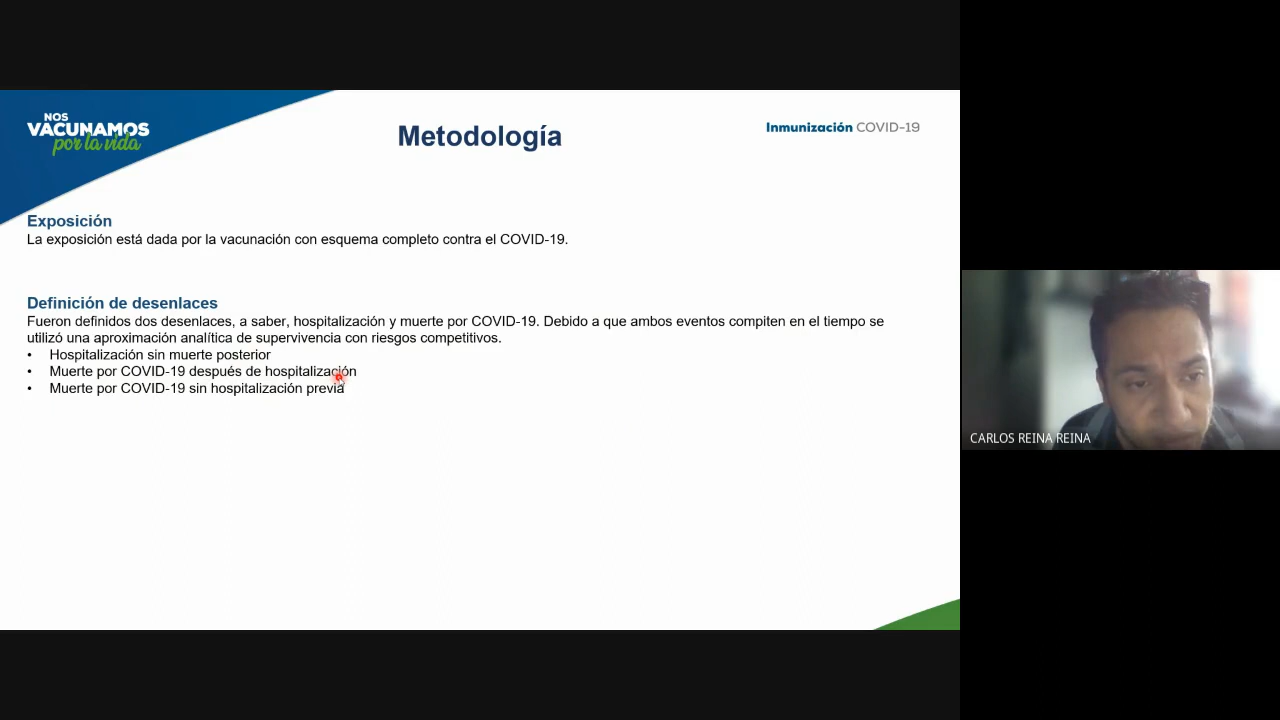 NOS
VACUNAMOS
por la vida
Metodología
Inmunización COVID-19
Exposición
La exposición está dada por la vacunación con esquema completo contra el COVID-19.
Definición de desenlaces
Fueron definidos dos desenlaces, a saber, hospitalización y muerte por COVID-19. Debido a que ambos eventos compiten en el tiempo se
utilizó una aproximación analítica de supervivencia con riesgos competitivos.
• Hospitalización sin muerte posterior
• Muerte por COVID-19 después de hospitalización
• Muerte por COVID-19 sin hospitalización previa
CARLOS REINA REINA